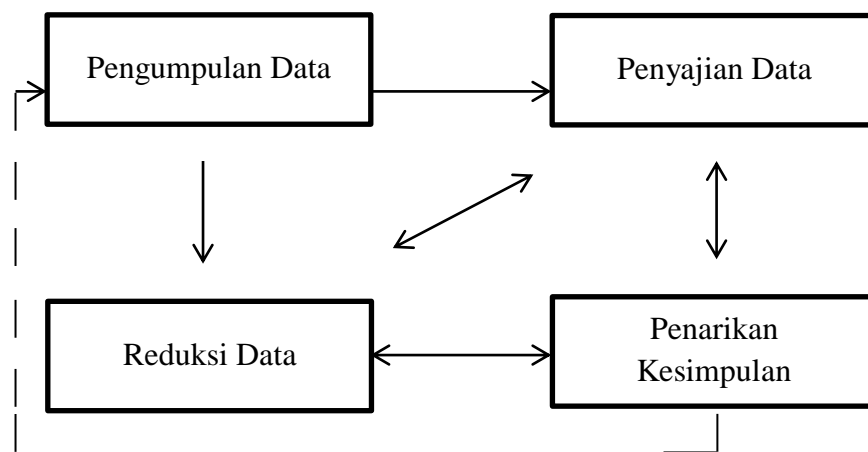 Pengumpulan Data
Penyajian Data
Reduksi Data
Penarikan
Kesimpulan